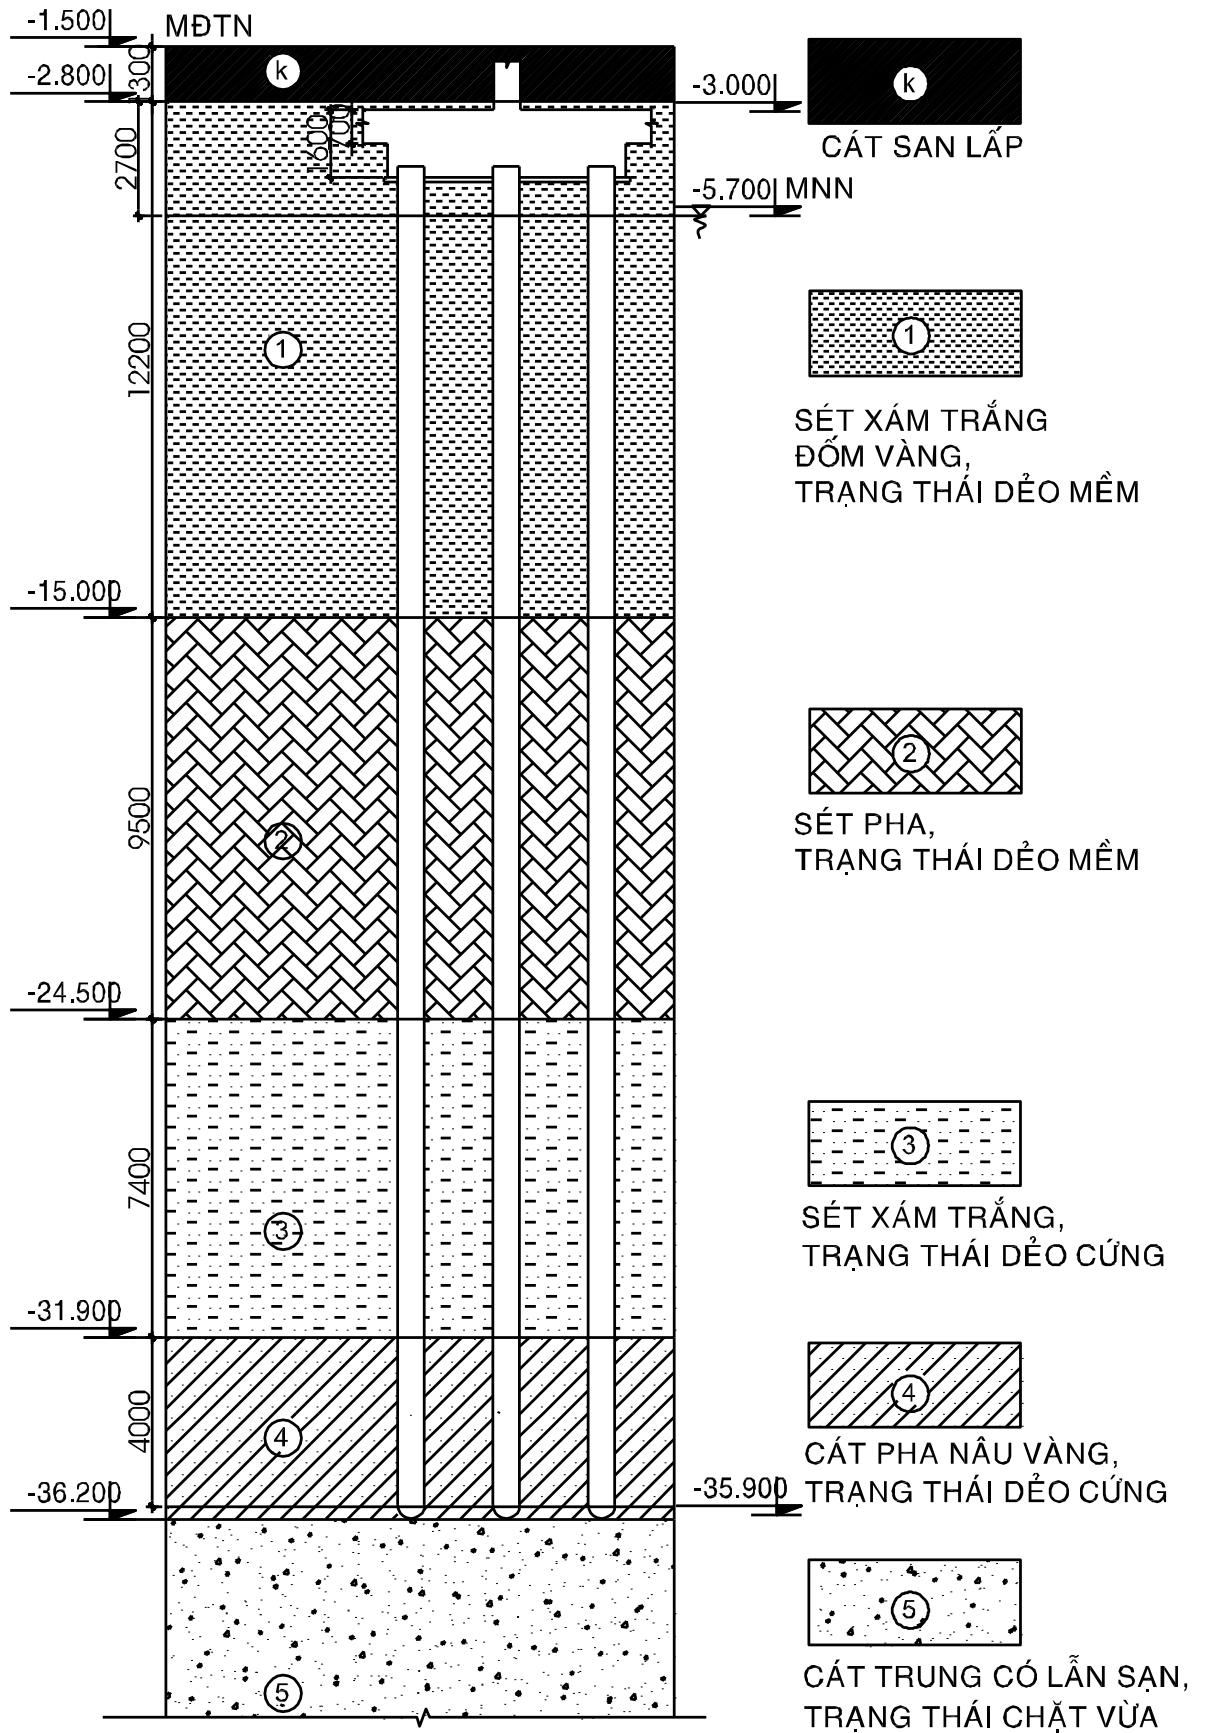 -1.500
MĐTN
-2.800
300
k
-3.000
k
CÁT SAN LẤP
2700
1600
700
-5.700
MNN
12200
1
1
SÉT XÁM TRẮNG
ĐỐM VÀNG,
TRẠNG THÁI DẺO MỀM
-15.000
9500
2
2
SÉT PHA,
TRẠNG THÁI DẺO MỀM
-24.500
7400
3
3
SÉT XÁM TRẮNG,
TRẠNG THÁI DẺO CỨNG
-31.900
4000
4
4
CÁT PHA NÂU VÀNG,
TRẠNG THÁI DẺO CỨNG
-36.200
-35.900
5
5
CÁT TRUNG CÓ LẪN SẠN,
TRẠNG THÁI CHẶT VỪA